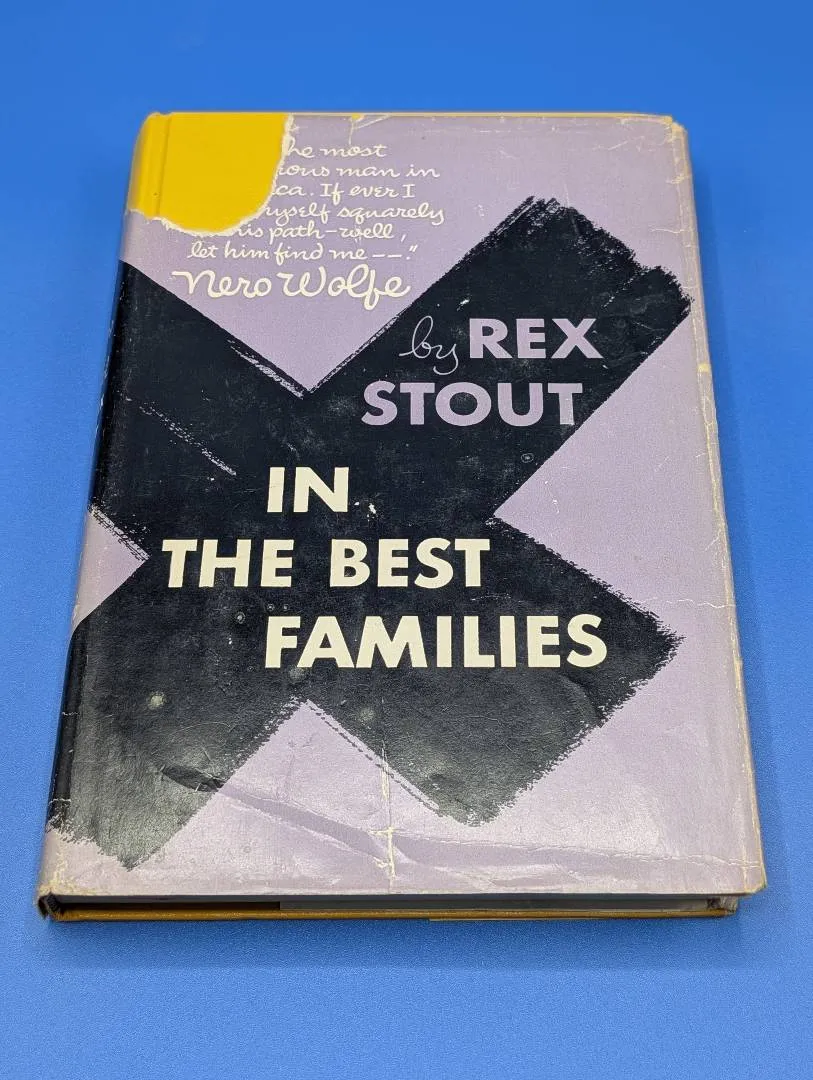 he most
ous man in
ca. If ever I
yself squarely
his path-well,
let him find me --."
Nero Wolfe
by REX
STOUT
IN
THE BEST
FAMILIES